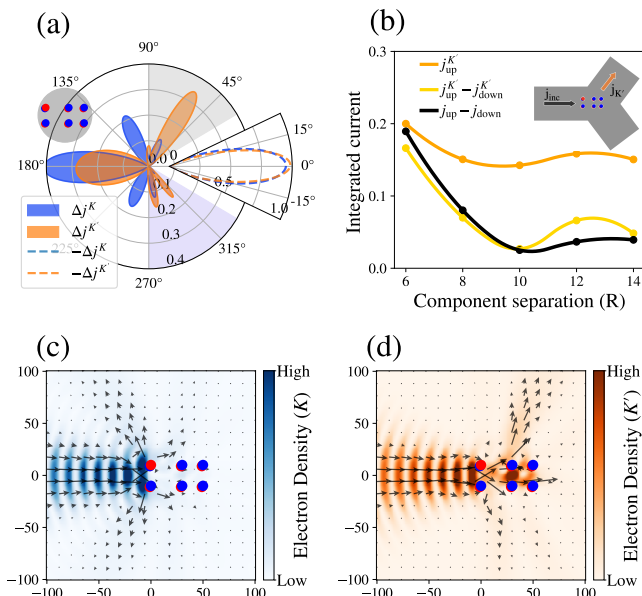 (a)
90°
135°
45°
15°
180°
0.0
0
0°
0.5
0.1
-15°
0.2
1.0
0.3
225°
315°
0.4
270°
Δj^K
Δj^K'
−Δj^K
−Δj^K'
(b)
0.3
j_up^K'
j_up^K' − j_down^K'
j_up − j_down
j_inc
j_K'
0.2
0.1
0.0
Integrated current
6 8 10 12 14
Component separation (R)
(c)
100
50
0
−50
−100
−100 −50 0 50 100
High
Electron Density (K)
Low
(d)
100
50
0
−50
−100
−100 −50 0 50 100
High
Electron Density (K')
Low